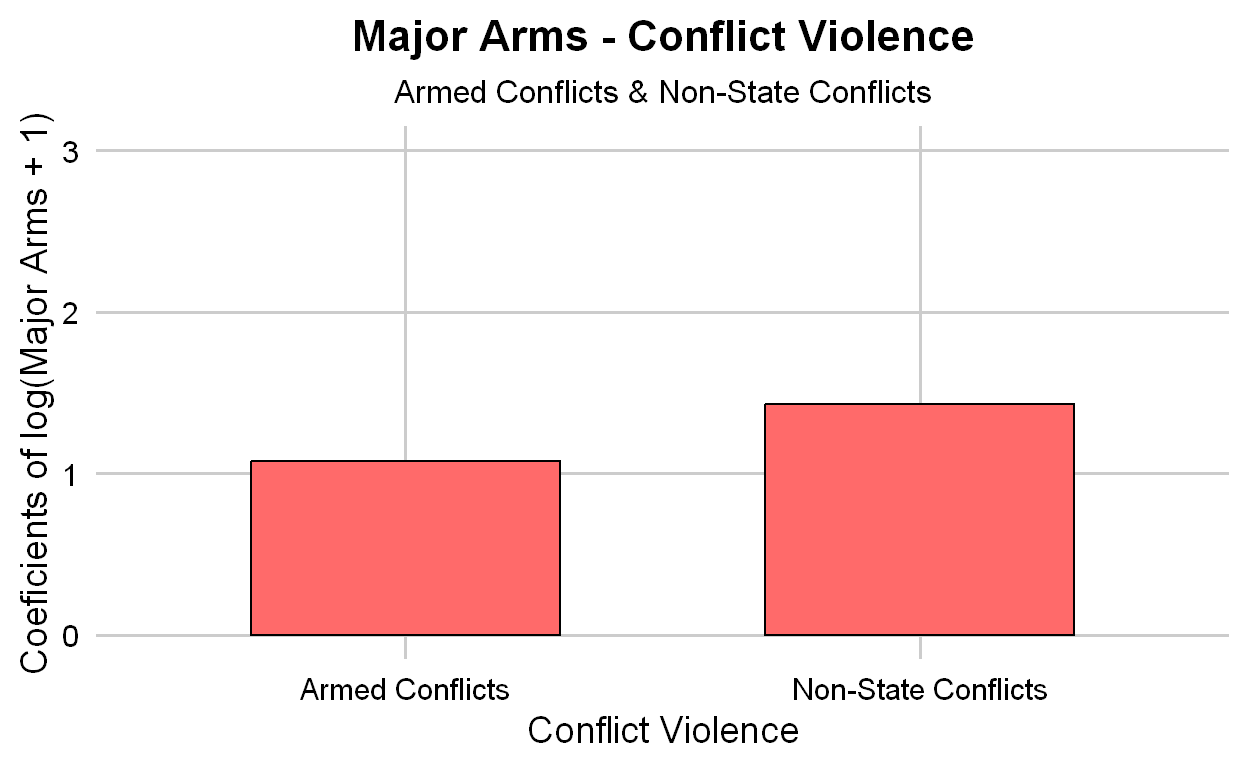 Major Arms - Conflict Violence
Armed Conflicts & Non-State Conflicts
Coeficients of log(Major Arms + 1)
3
2
1
0
Armed Conflicts
Non-State Conflicts
Conflict Violence